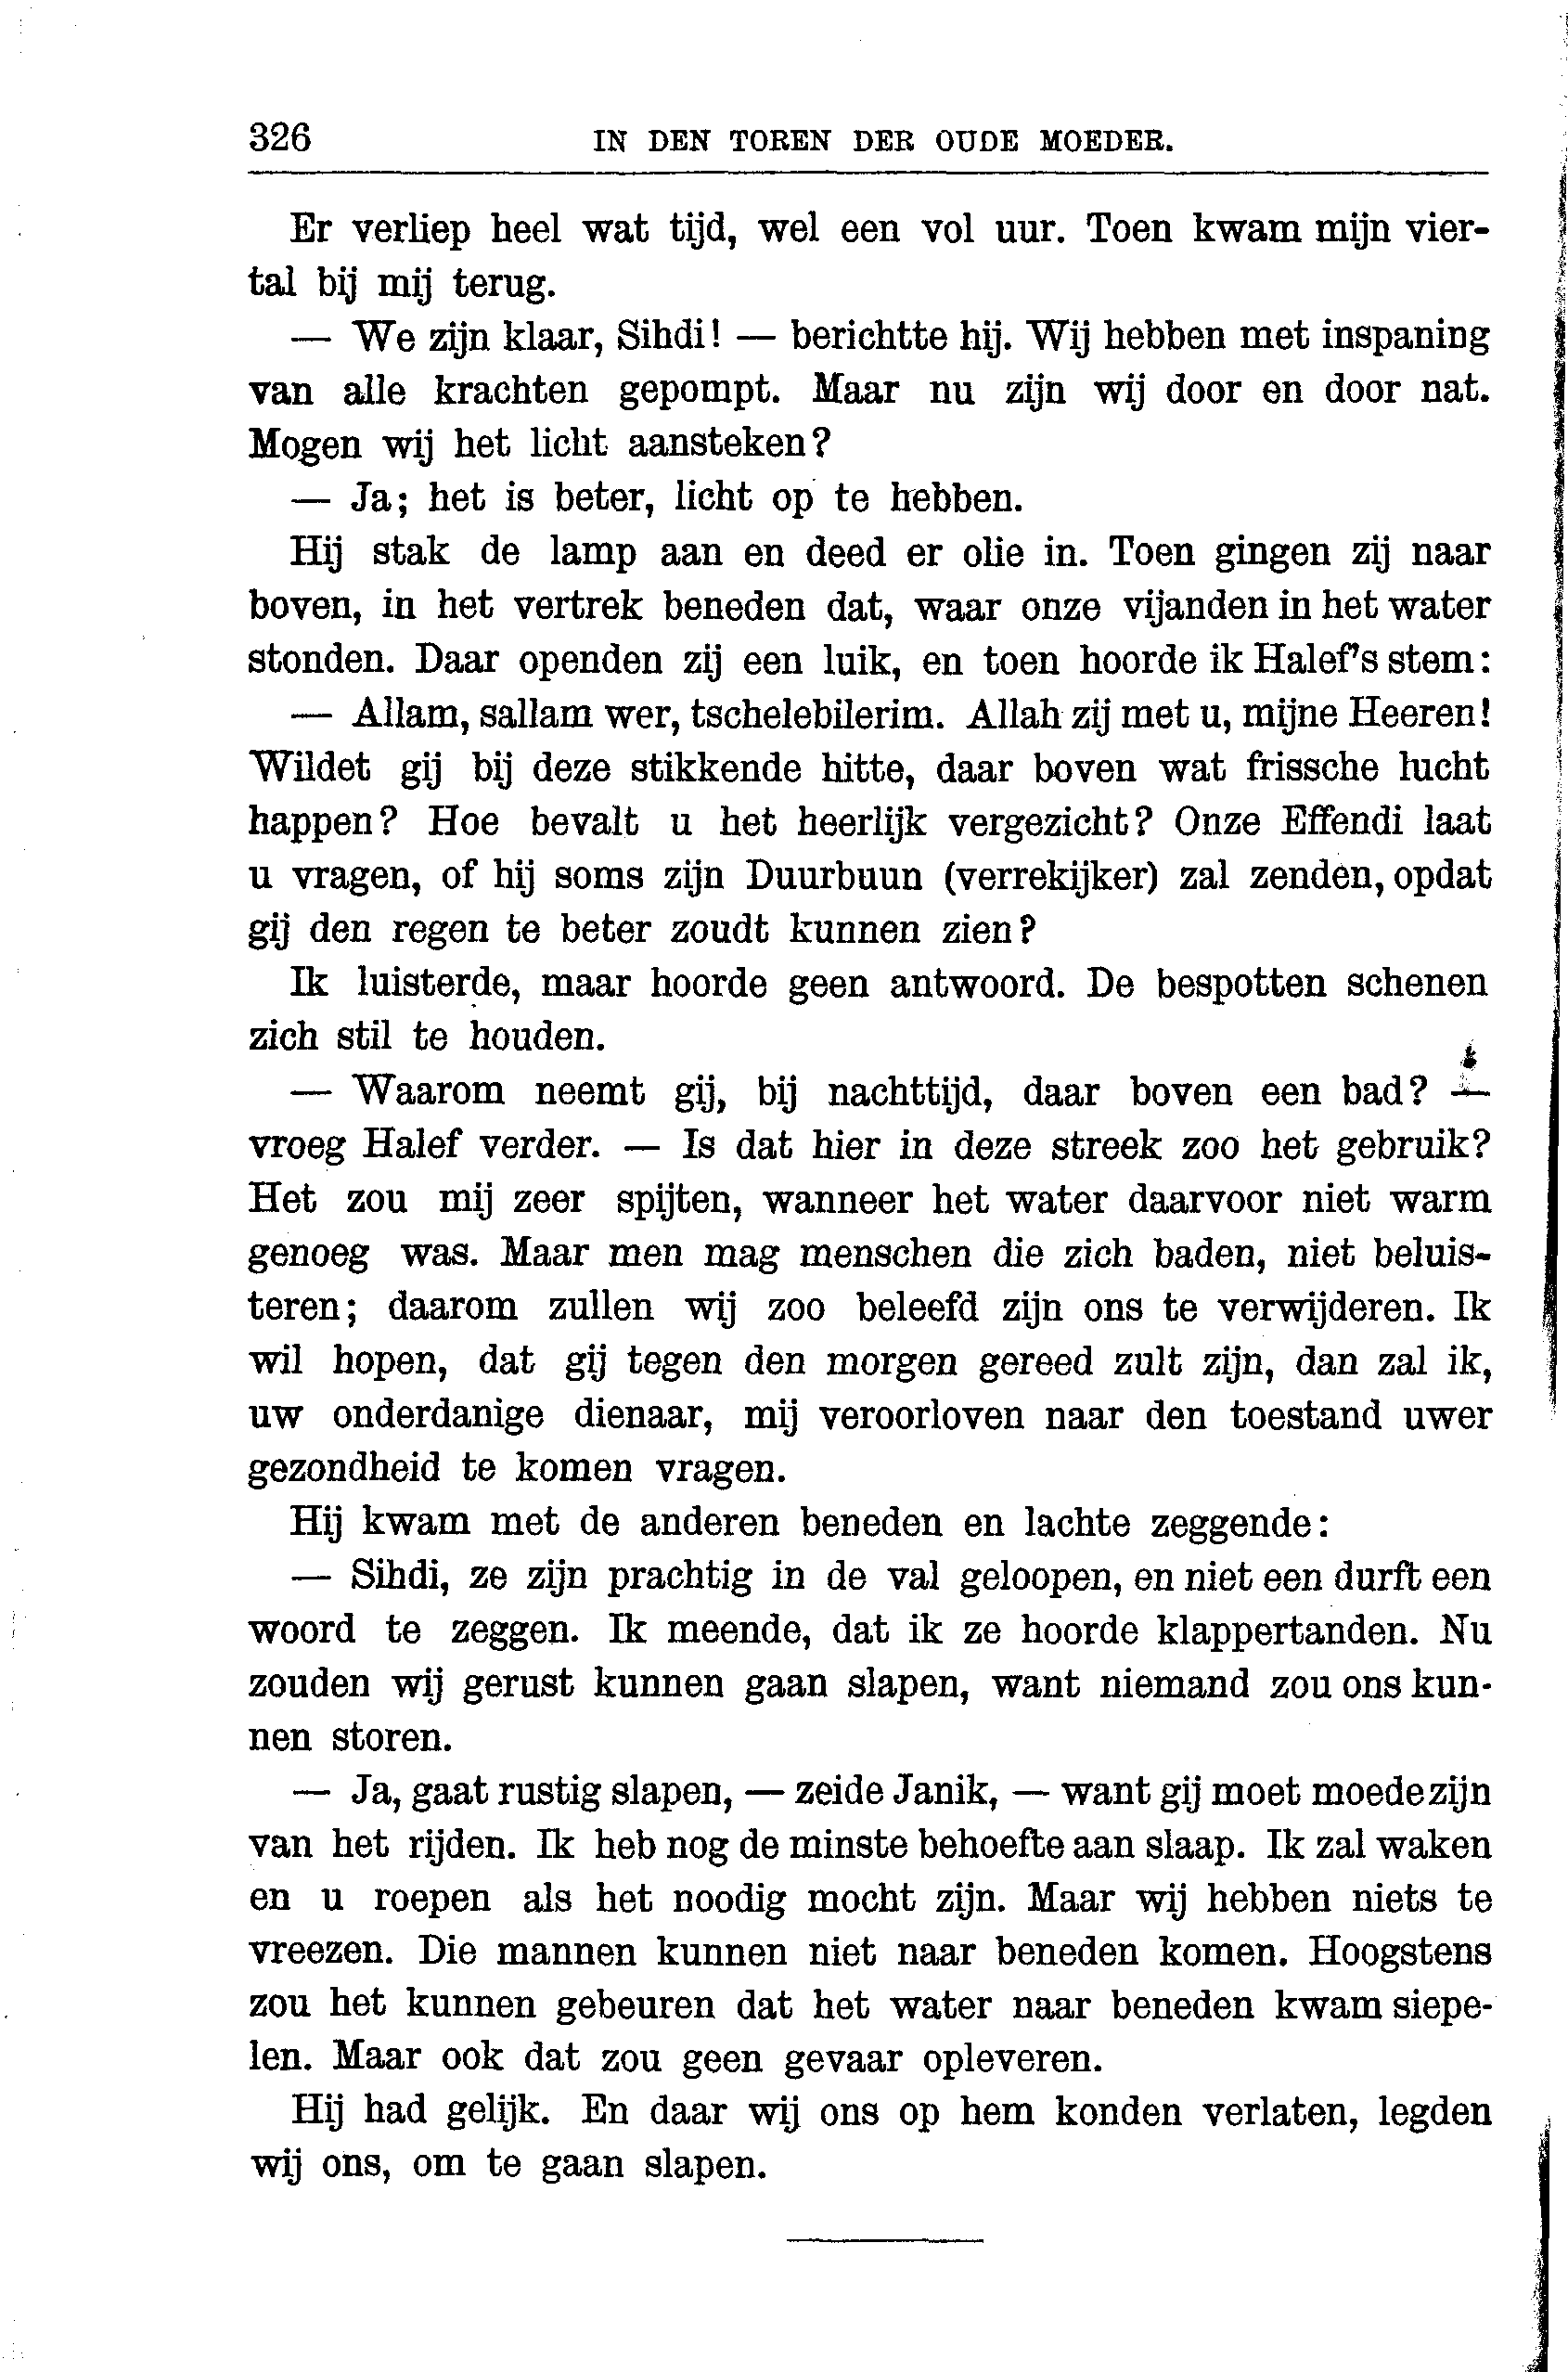 326 IN DEN TOREN DER OUDE MOEDER.
Er verliep heel wat tijd, wel een vol uur. Toen kwam mijn vier-
tal bij mij terug.
— We zijn klaar, Sihdi! — berichtte hij. Wij hebben met inspaning
van alle krachten gepompt. Maar nu zijn wij door en door nat.
Mogen wij het licht aansteken?
— Ja; het is beter, licht op te hebben.
Hij stak de lamp aan en deed er olie in. Toen gingen zij naar
boven, in het vertrek beneden dat, waar onze vijanden in het water
stonden. Daar openden zij een luik, en toen hoorde ik Halef's stem:
— Allam, sallam wer, tschelebilerim. Allah zij met u, mijne Heeren!
Wildet gij bij deze stikkende hitte, daar boven wat frissche lucht
happen? Hoe bevalt u het heerlijk vergezicht? Onze Effendi laat
u vragen, of hij soms zijn Duurbuun (verrekijker) zal zenden, opdat
gij den regen te beter zoudt kunnen zien?
Ik luisterde, maar hoorde geen antwoord. De bespotten schenen
zich stil te houden.
— Waarom neemt gij, bij nachttijd, daar boven een bad? —
vroeg Halef verder. — Is dat hier in deze streek zoo het gebruik?
Het zou mij zeer spijten, wanneer het water daarvoor niet warm
genoeg was. Maar men mag menschen die zich baden, niet beluis-
teren; daarom zullen wij zoo beleefd zijn ons te verwijderen. Ik
wil hopen, dat gij tegen den morgen gereed zult zijn, dan zal ik,
uw onderdanige dienaar, mij veroorloven naar den toestand uwer
gezondheid te komen vragen.
Hij kwam met de anderen beneden en lachte zeggende:
— Sihdi, ze zijn prachtig in de val geloopen, en niet een durft een
woord te zeggen. Ik meende, dat ik ze hoorde klappertanden. Nu
zouden wij gerust kunnen gaan slapen, want niemand zou ons kun-
nen storen.
— Ja, gaat rustig slapen, — zeide Janik, — want gij moet moede zijn
van het rijden. Ik heb nog de minste behoefte aan slaap. Ik zal waken
en u roepen als het noodig mocht zijn. Maar wij hebben niets te
vreezen. Die mannen kunnen niet naar beneden komen. Hoogstens
zou het kunnen gebeuren dat het water naar beneden kwam siepe-
len. Maar ook dat zou geen gevaar opleveren.
Hij had gelijk. En daar wij ons op hem konden verlaten, legden
wij ons, om te gaan slapen.